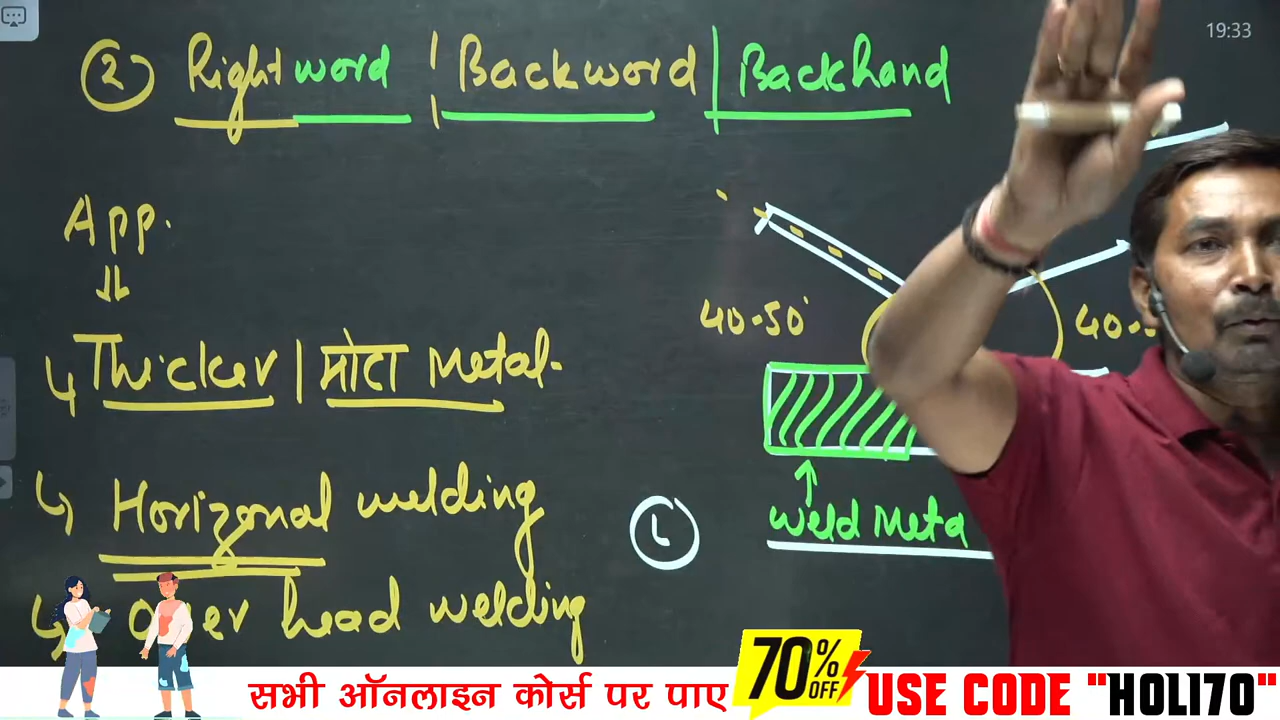 19:33
② Rightword ¦ Backword | Backhand
App.
40-50°
40-
↳ Thicker | मोटा Metal.
↳ Horizonal welding
weld Meta
L
↳ Over head welding
सभी ऑनलाइन कोर्स पर पाए 70% OFF USE CODE "HOLI70"